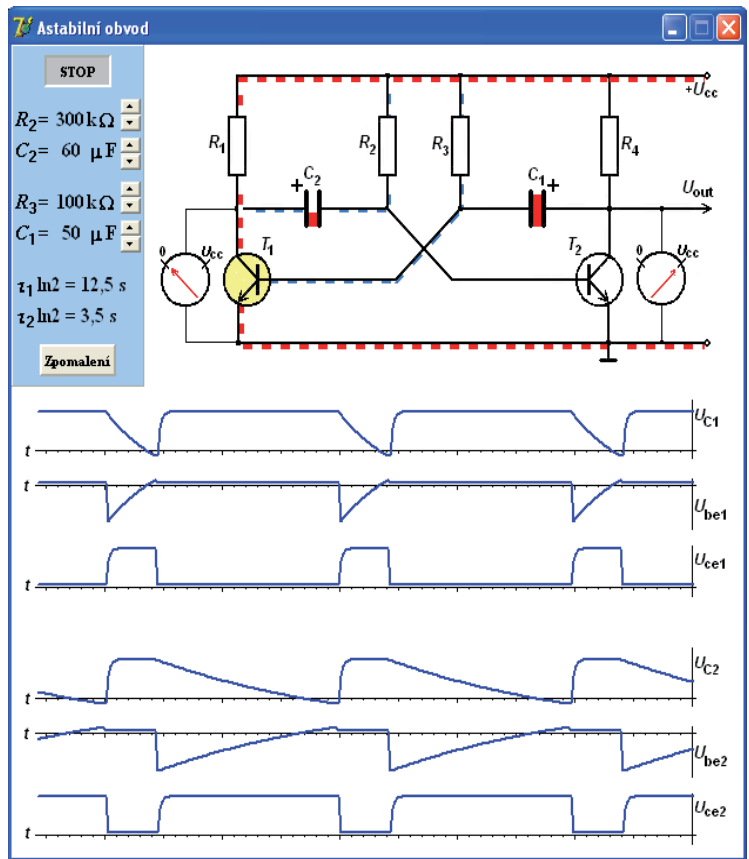 Astabilní obvod
STOP
R2= 300 kΩ
C2= 60 μF
R3= 100 kΩ
C1= 50 μF
τ1 ln2 = 12,5 s
τ2 ln2 = 3,5 s
Zpomalení
+Ucc
R1
R2
R3
R4
C2
+
C1
+
Uout
0
Ucc
T1
T2
0
Ucc
t
UC1
t
Ube1
t
Uce1
t
UC2
t
Ube2
t
Uce2